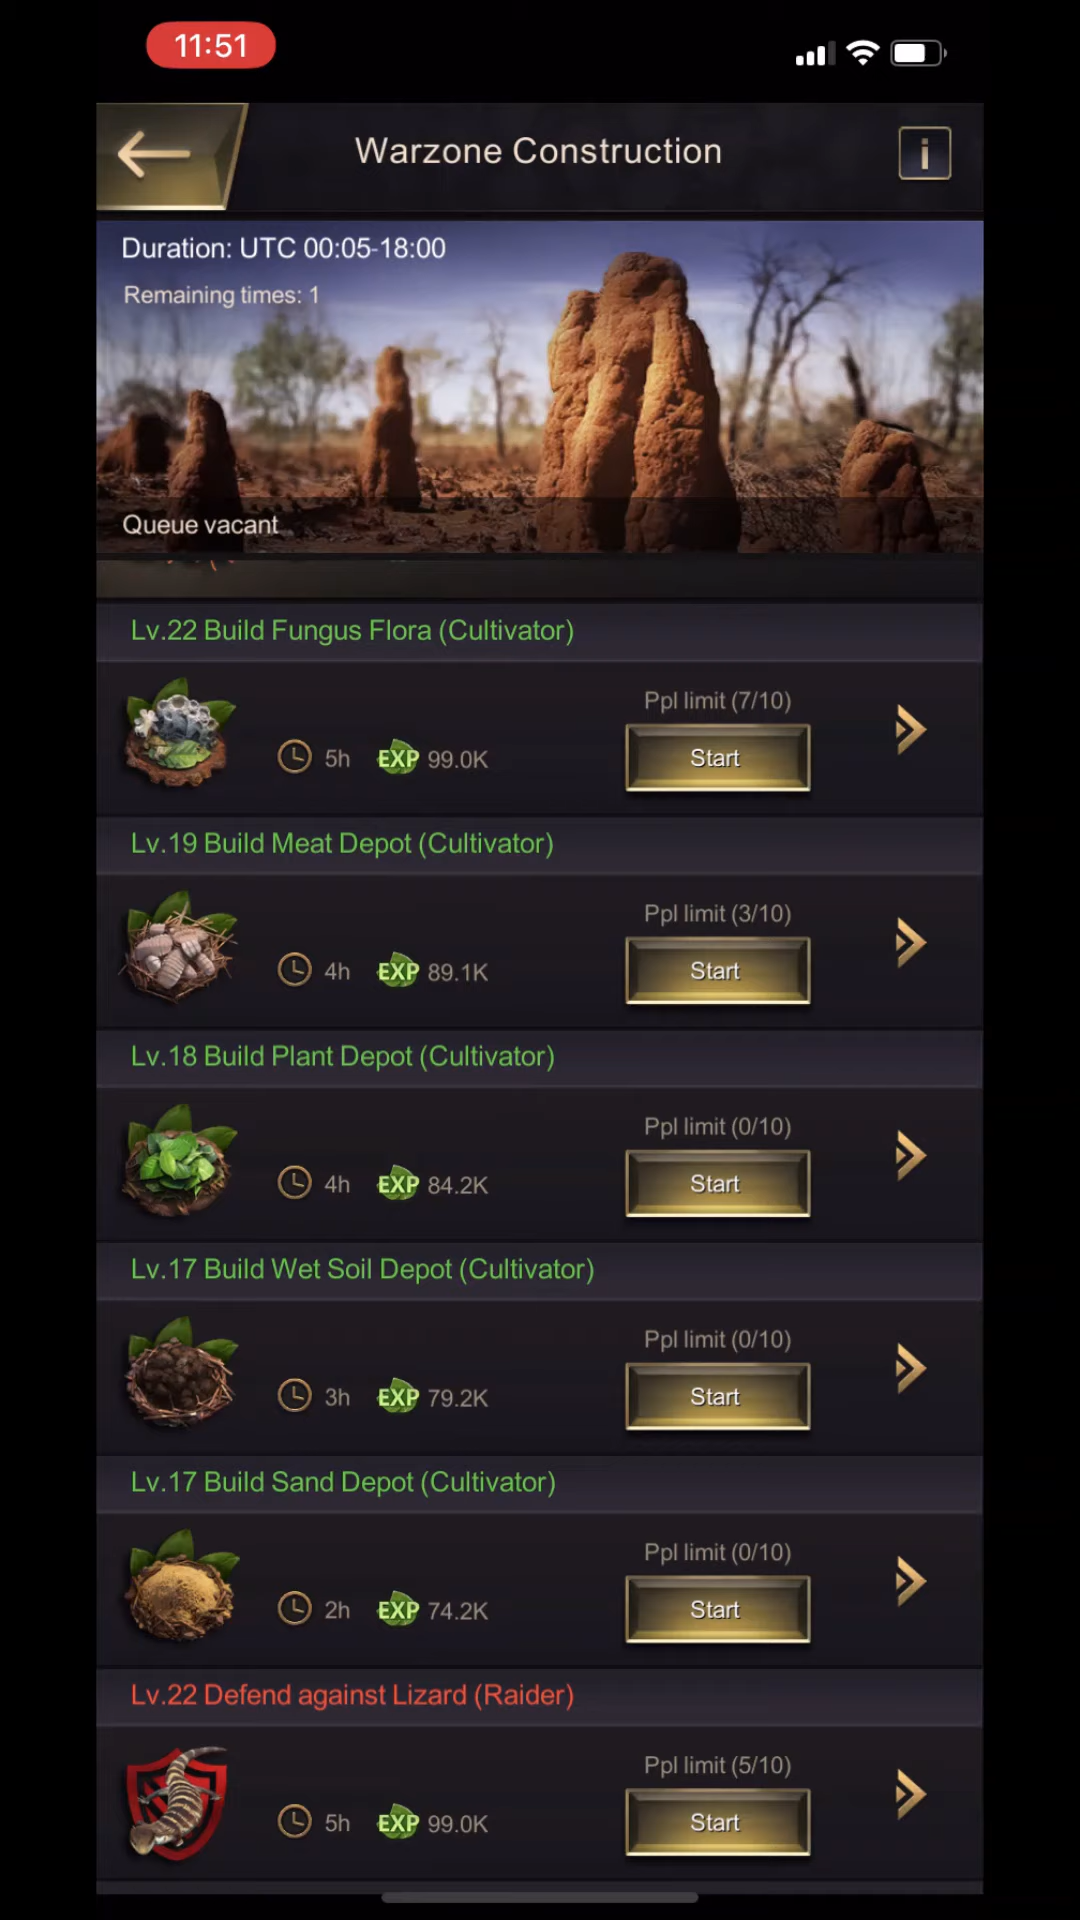 11:51
Warzone Construction
i
Duration: UTC 00:05-18:00
Remaining times: 1
Queue vacant
Lv.22 Build Fungus Flora (Cultivator)
Ppl limit (7/10)
5h EXP 99.0K Start
Lv.19 Build Meat Depot (Cultivator)
Ppl limit (3/10)
4h EXP 89.1K Start
Lv.18 Build Plant Depot (Cultivator)
Ppl limit (0/10)
4h EXP 84.2K Start
Lv.17 Build Wet Soil Depot (Cultivator)
Ppl limit (0/10)
3h EXP 79.2K Start
Lv.17 Build Sand Depot (Cultivator)
Ppl limit (0/10)
2h EXP 74.2K Start
Lv.22 Defend against Lizard (Raider)
Ppl limit (5/10)
5h EXP 99.0K Start